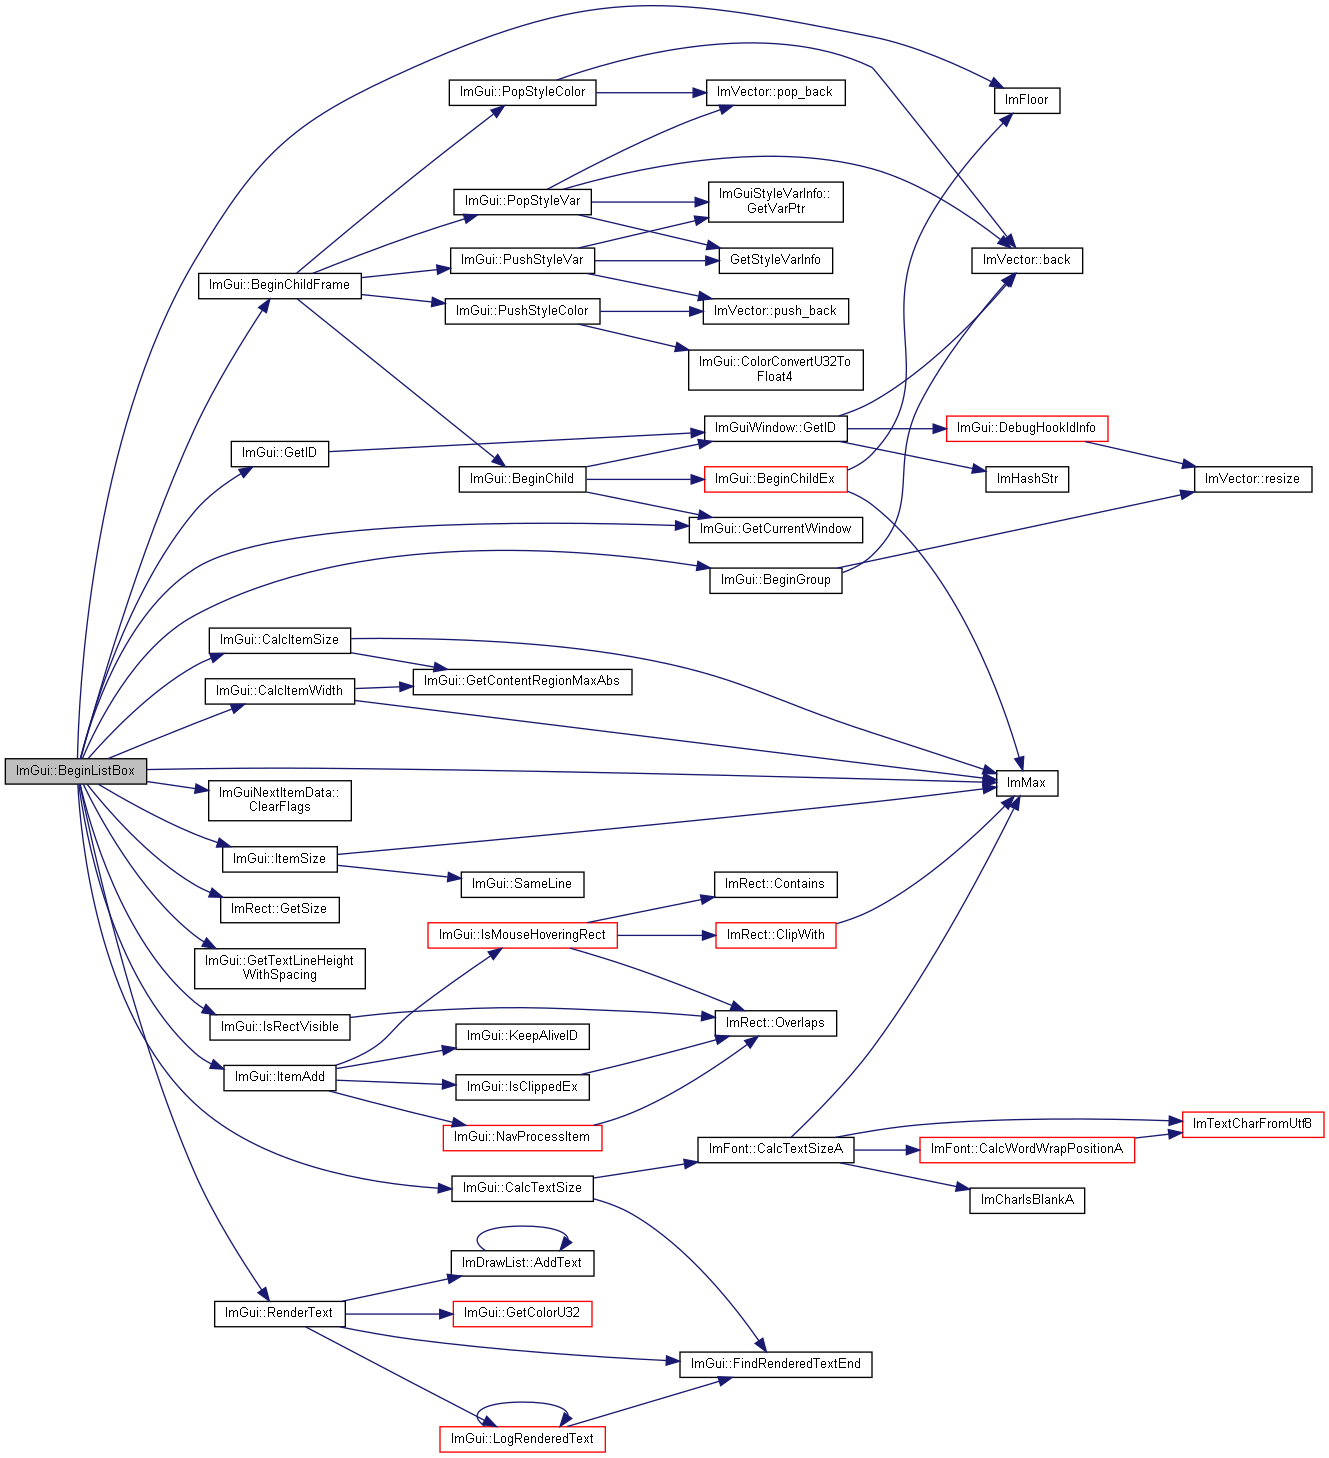 ImGui::BeginListBox
ImGui::BeginChildFrame
ImGui::GetID
ImGui::CalcItemSize
ImGui::CalcItemWidth
ImGuiNextItemData::
ClearFlags
ImGui::ItemSize
ImRect::GetSize
ImGui::GetTextLineHeight
WithSpacing
ImGui::IsRectVisible
ImGui::ItemAdd
ImGui::RenderText
ImGui::PopStyleColor
ImGui::PopStyleVar
ImGui::PushStyleVar
ImGui::PushStyleColor
ImGui::BeginChild
ImGui::GetContentRegionMaxAbs
ImGui::SameLine
ImGui::IsMouseHoveringRect
ImGui::KeepAliveID
ImGui::IsClippedEx
ImGui::NavProcessItem
ImGui::CalcTextSize
ImDrawList::AddText
ImGui::GetColorU32
ImGui::LogRenderedText
ImVector::pop_back
ImGuiStyleVarInfo::
GetVarPtr
GetStyleVarInfo
ImVector::push_back
ImGui::ColorConvertU32To
Float4
ImGuiWindow::GetID
ImGui::BeginChildEx
ImGui::GetCurrentWindow
ImGui::BeginGroup
ImRect::Contains
ImRect::ClipWith
ImRect::Overlaps
ImFont::CalcTextSizeA
ImGui::FindRenderedTextEnd
ImFloor
ImVector::back
ImGui::DebugHookIdInfo
ImHashStr
ImMax
ImFont::CalcWordWrapPositionA
ImCharIsBlankA
ImVector::resize
ImTextCharFromUtf8